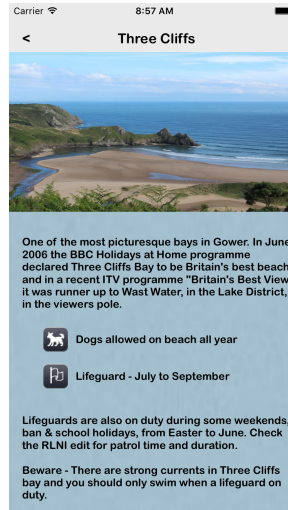 Carrier 8:57 AM
< Three Cliffs
One of the most picturesque bays in Gower. In June
2006 the BBC Holidays at Home programme
declared Three Cliffs Bay to be Britain's best beach
and in a recent ITV programme "Britain's Best View
it was runner up to Wast Water, in the Lake District,
in the viewers pole.
Dogs allowed on beach all year
Lifeguard - July to September
Lifeguards are also on duty during some weekends,
ban & school holidays, from Easter to June. Check
the RLNI edit for patrol time and duration.
Beware - There are strong currents in Three Cliffs
bay and you should only swim when a lifeguard on
duty.